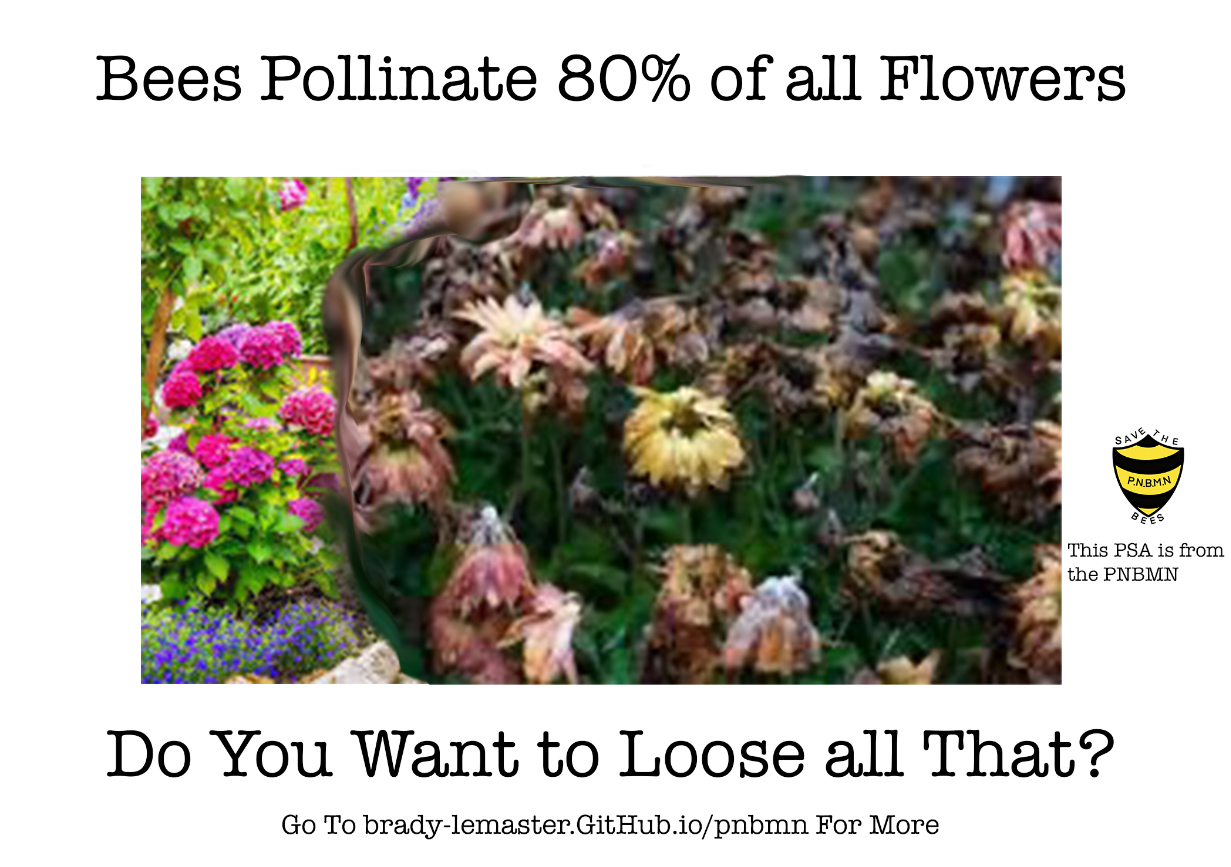 Bees Pollinate 80% of all Flowers
SAVE THE
P.N.B.M.N
BEES
This PSA is from
the PNBMN
Do You Want to Loose all That?
Go To brady-lemaster.GitHub.io/pnbmn For More